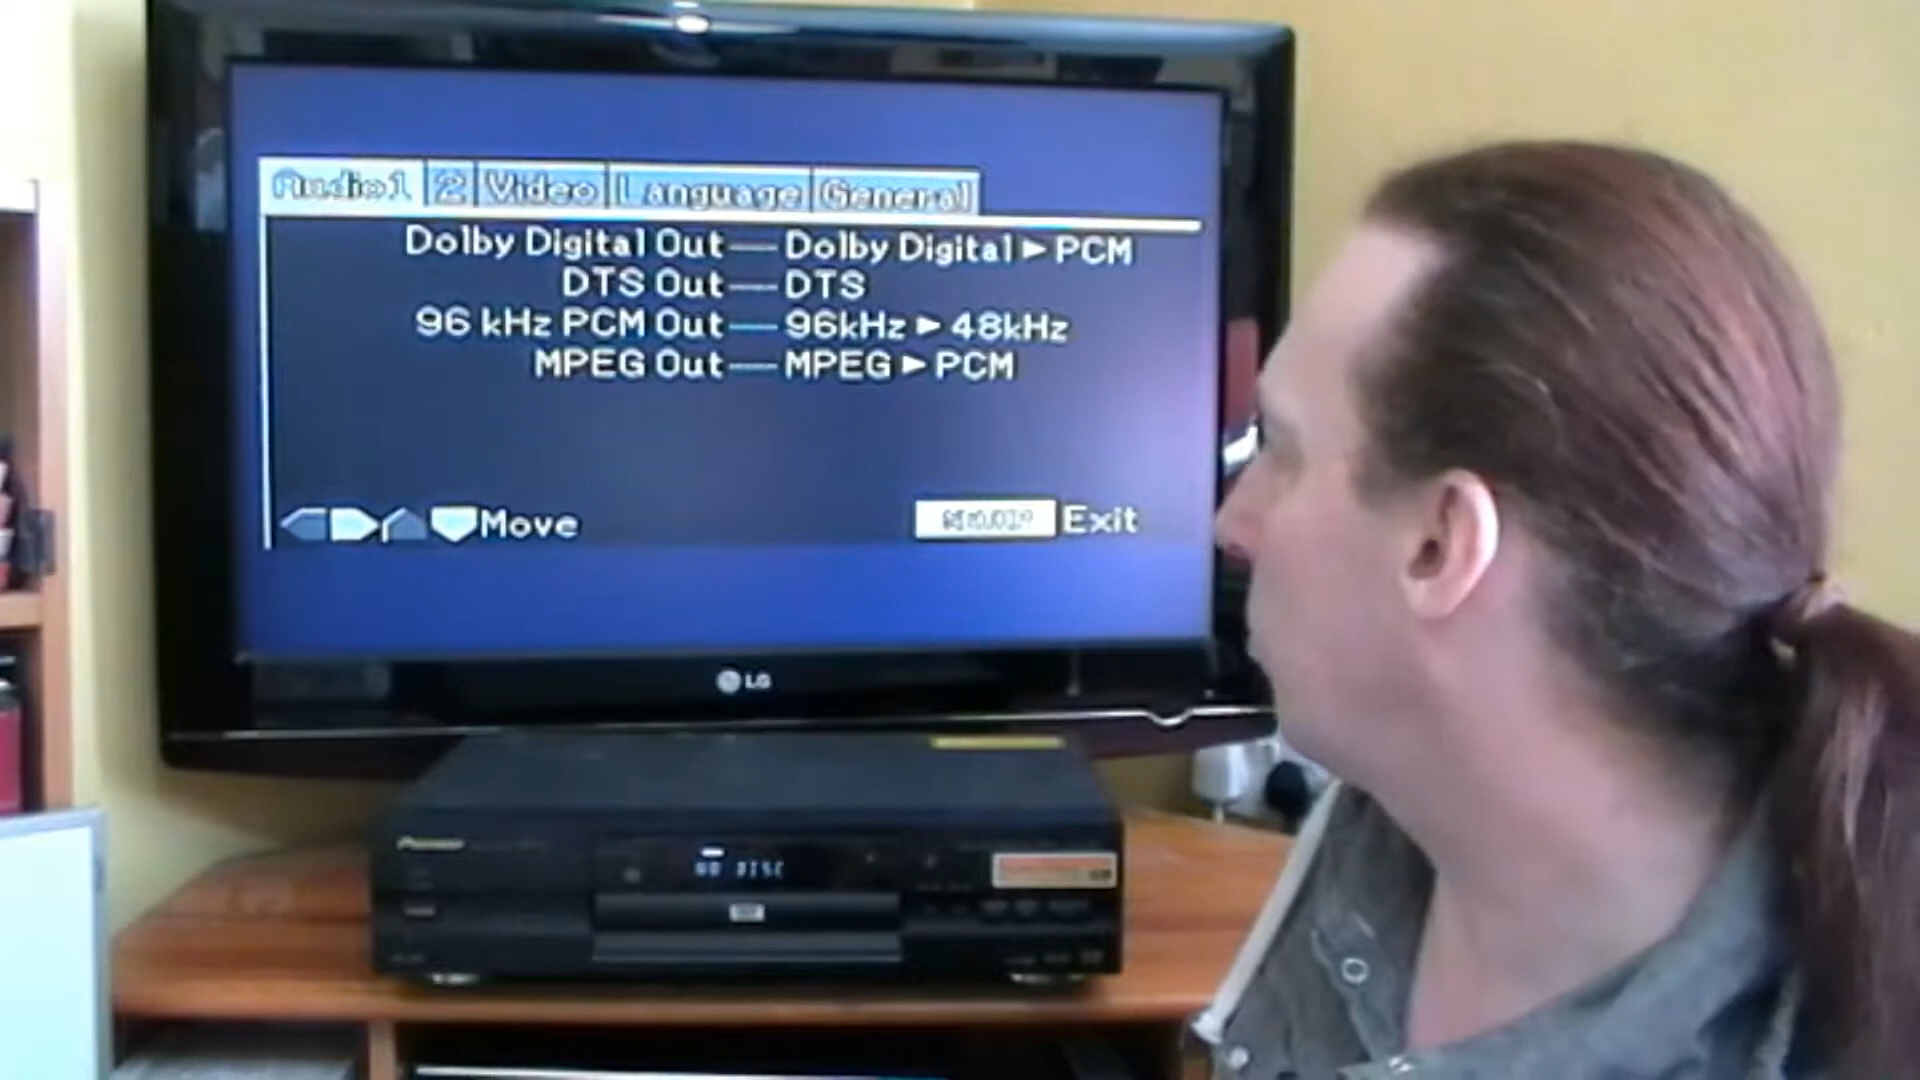 Audio1 2 Video Language General
Dolby Digital Out — Dolby Digital ► PCM
DTS Out — DTS
96 kHz PCM Out — 96kHz ► 48kHz
MPEG Out — MPEG ► PCM
Move SETUP Exit
LG
Pioneer
NO DISC